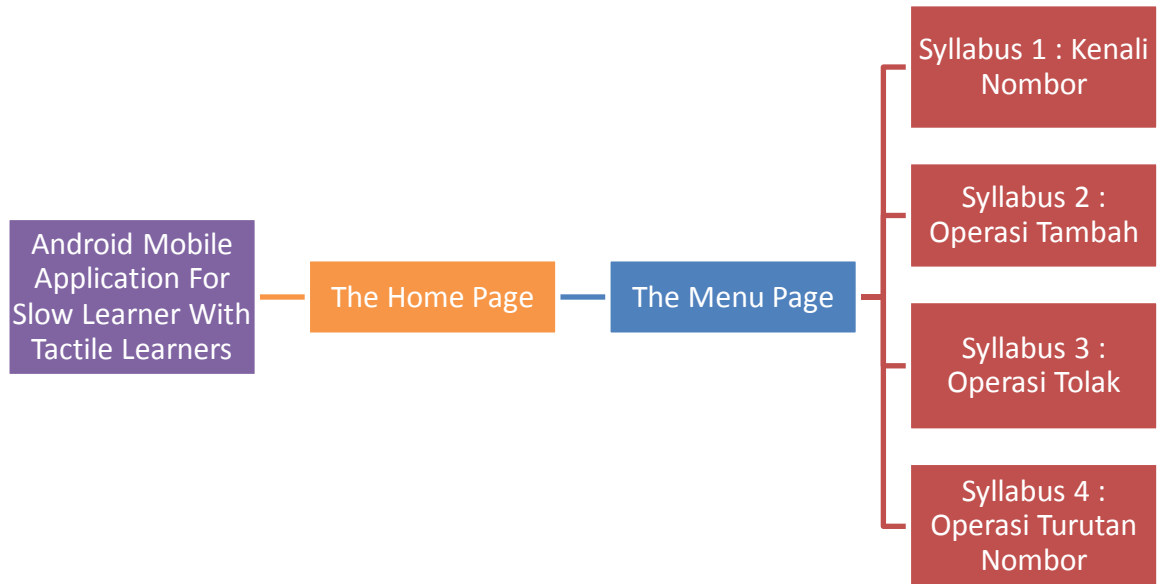 Android Mobile
Application For
Slow Learner With
Tactile Learners
The Home Page
The Menu Page
Syllabus 1 : Kenali
Nombor
Syllabus 2 :
Operasi Tambah
Syllabus 3 :
Operasi Tolak
Syllabus 4 :
Operasi Turutan
Nombor